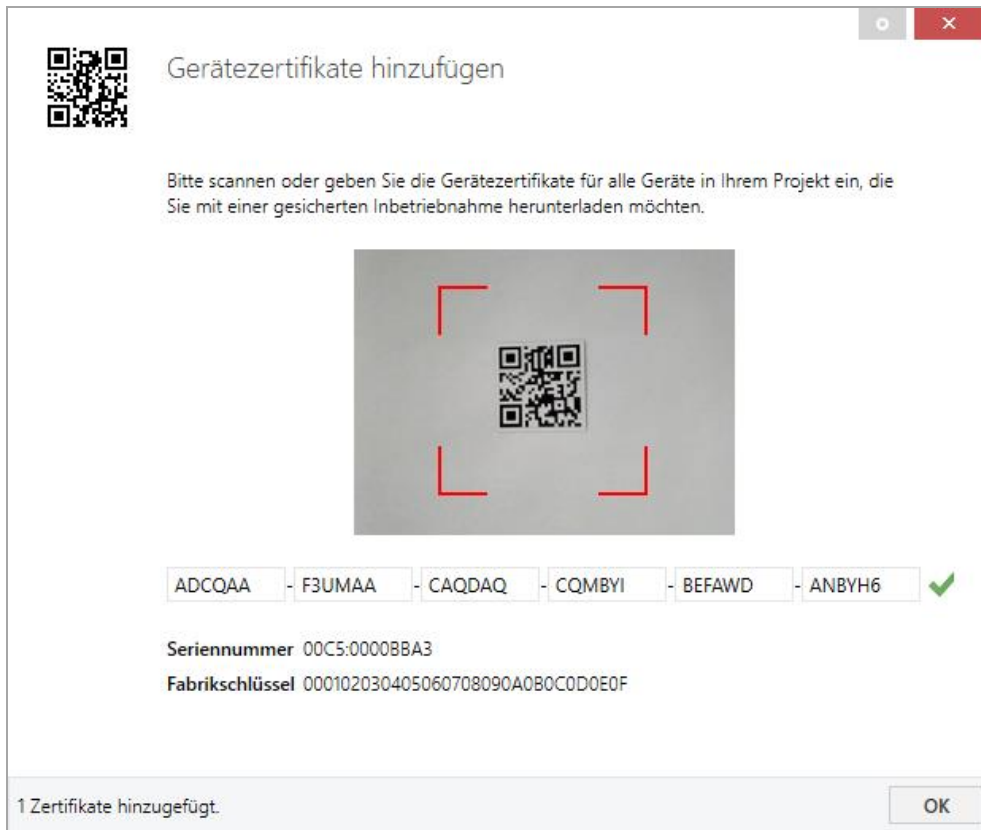 Gerätezertifikate hinzufügen
Bitte scannen oder geben Sie die Gerätezertifikate für alle Geräte in Ihrem Projekt ein, die
Sie mit einer gesicherten Inbetriebnahme herunterladen möchten.
ADCQAA - F3UMAA - CAQDAQ - CQMBYI - BEFAWD - ANBYH6
Seriennummer 00C5:0000BBA3
Fabrikschlüssel 000102030405060708090A0B0C0D0E0F
1 Zertifikate hinzugefügt.
OK